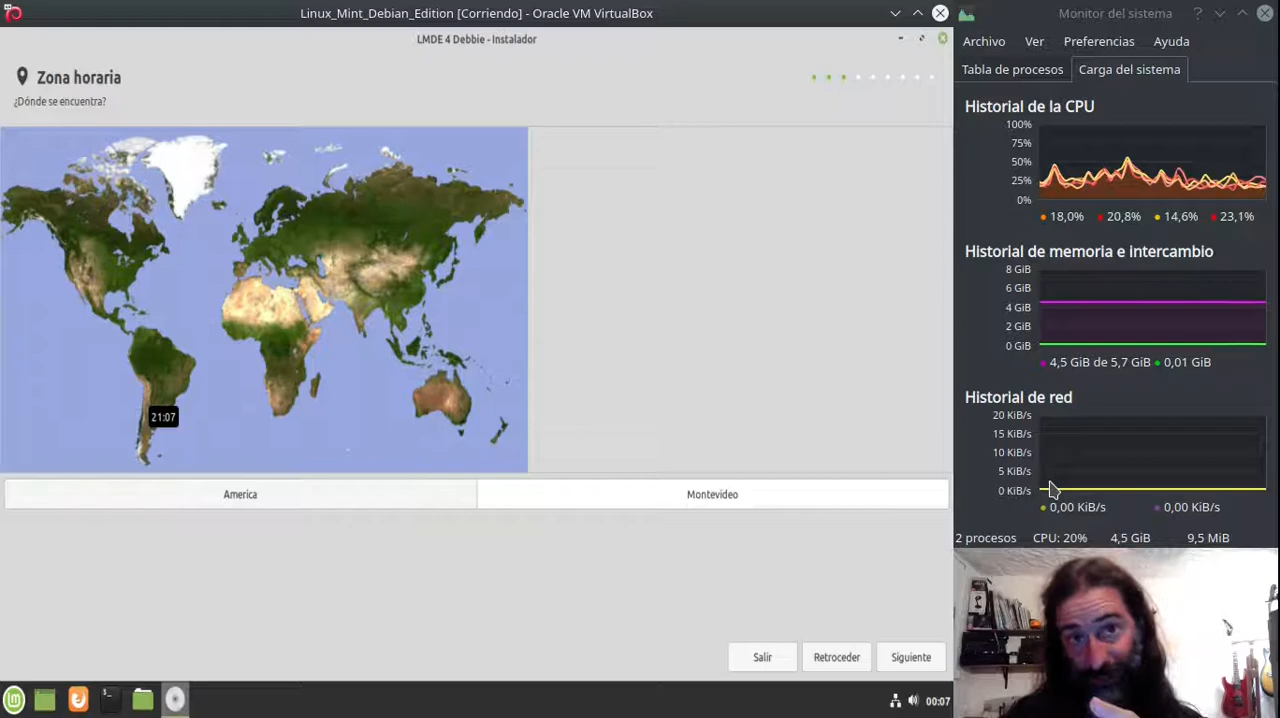 Linux_Mint_Debian_Edition [Corriendo] - Oracle VM VirtualBox
LMDE 4 Debbie - Instalador
Zona horaria
¿Dónde se encuentra?
21:07
America
Montevideo
Salir
Retroceder
Siguiente
00:07
Monitor del sistema
Archivo Ver Preferencias Ayuda
Tabla de procesos
Carga del sistema
Historial de la CPU
100%
75%
50%
25%
0%
18,0% 20,8% 14,6% 23,1%
Historial de memoria e intercambio
8 GiB
6 GiB
4 GiB
2 GiB
0 GiB
4,5 GiB de 5,7 GiB 0,01 GiB
Historial de red
20 KiB/s
15 KiB/s
10 KiB/s
5 KiB/s
0 KiB/s
0,00 KiB/s 0,00 KiB/s
2 procesos CPU: 20% 4,5 GiB 9,5 MiB